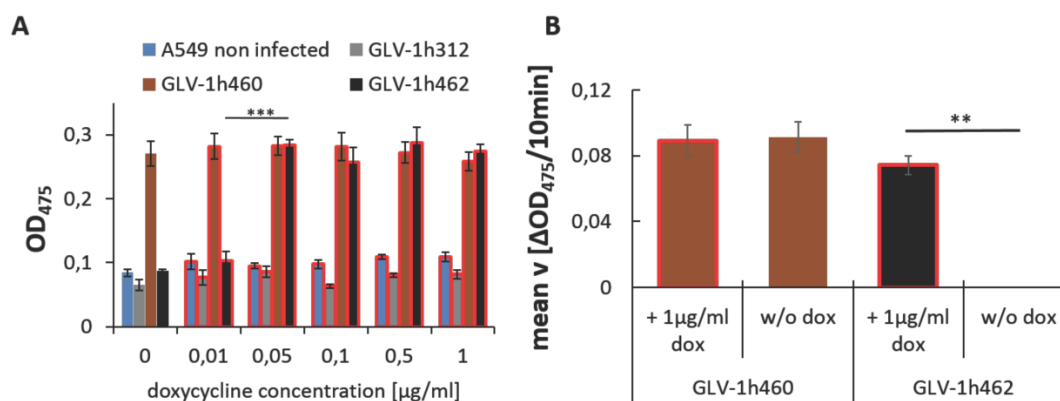 A
A549 non infected
GLV-1h312
GLV-1h460
GLV-1h462
***
OD475
0,3
0,2
0,1
0
0
0,01
0,05
0,1
0,5
1
doxycycline concentration [µg/ml]
B
mean v [ΔOD475/10min]
0,12
0,08
0,04
0
**
+ 1µg/ml
dox
w/o dox
+ 1µg/ml
dox
w/o dox
GLV-1h460
GLV-1h462